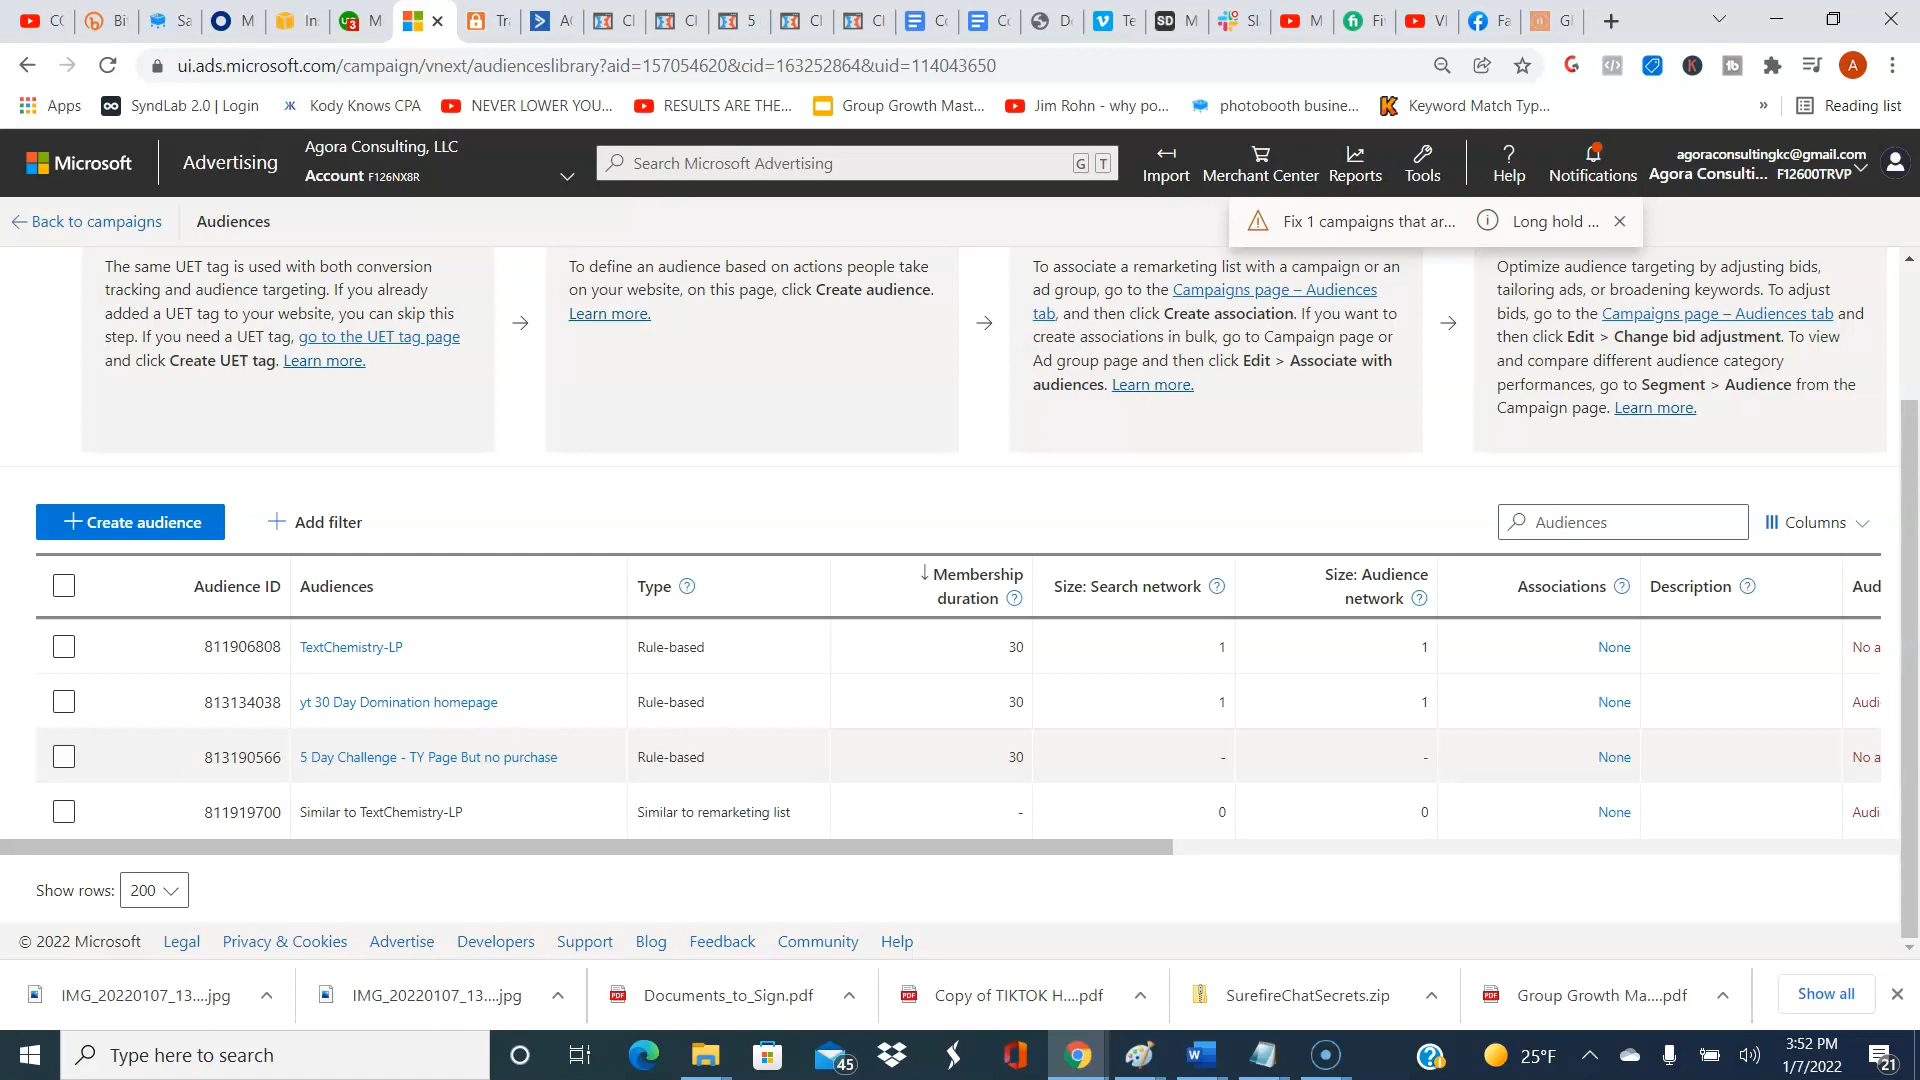 CC
Bi
Sa
M
In
M
Tr
A
Cl
Cl
5
Cl
Cl
Cc
Cc
Dc
Te
M
Sl
M
Fi
VI
Fa
ui.ads.microsoft.com/campaign/vnext/audienceslibrary?aid=157054620&cid=163252864&uid=114043650
Apps
SyndLab 2.0 | Login
Kody Knows CPA
NEVER LOWER YOU...
RESULTS ARE THE...
Group Growth Mast...
Jim Rohn - why po...
photobooth busine...
Keyword Match Typ...
»
Reading list
Microsoft
Advertising
Agora Consulting, LLC
Account F126NX8R
Search Microsoft Advertising
G T
Import
Merchant Center
Reports
Tools
Help
Notifications
agoraconsultingkc@gmail.com
Agora Consulti... F12600TRVP
Back to campaigns
Audiences
Fix 1 campaigns that ar...
Long hold ...
The same UET tag is used with both conversion
tracking and audience targeting. If you already
added a UET tag to your website, you can skip this
step. If you need a UET tag, go to the UET tag page
and click Create UET tag. Learn more.
To define an audience based on actions people take
on your website, on this page, click Create audience.
Learn more.
To associate a remarketing list with a campaign or an
ad group, go to the Campaigns page – Audiences
tab, and then click Create association. If you want to
create associations in bulk, go to Campaign page or
Ad group page and then click Edit > Associate with
audiences. Learn more.
Optimize audience targeting by adjusting bids,
tailoring ads, or broadening keywords. To adjust
bids, go to the Campaigns page – Audiences tab and
then click Edit > Change bid adjustment. To view
and compare different audience category
performances, go to Segment > Audience from the
Campaign page. Learn more.
Create audience
Add filter
Audiences
Columns
Audience ID Audiences Type Membership duration Size: Search network Size: Audience network Associations Description Aud
811906808 TextChemistry-LP Rule-based 30 1 1 None No a
813134038 yt 30 Day Domination homepage Rule-based 30 1 1 None Audi
813190566 5 Day Challenge - TY Page But no purchase Rule-based 30 - - None No a
811919700 Similar to TextChemistry-LP Similar to remarketing list - 0 0 None Audi
Show rows: 200
© 2022 Microsoft Legal Privacy & Cookies Advertise Developers Support Blog Feedback Community Help
IMG_20220107_13....jpg
IMG_20220107_13....jpg
Documents_to_Sign.pdf
Copy of TIKTOK H....pdf
SurefireChatSecrets.zip
Group Growth Ma....pdf
Show all
Type here to search
45
25°F
3:52 PM
1/7/2022
21